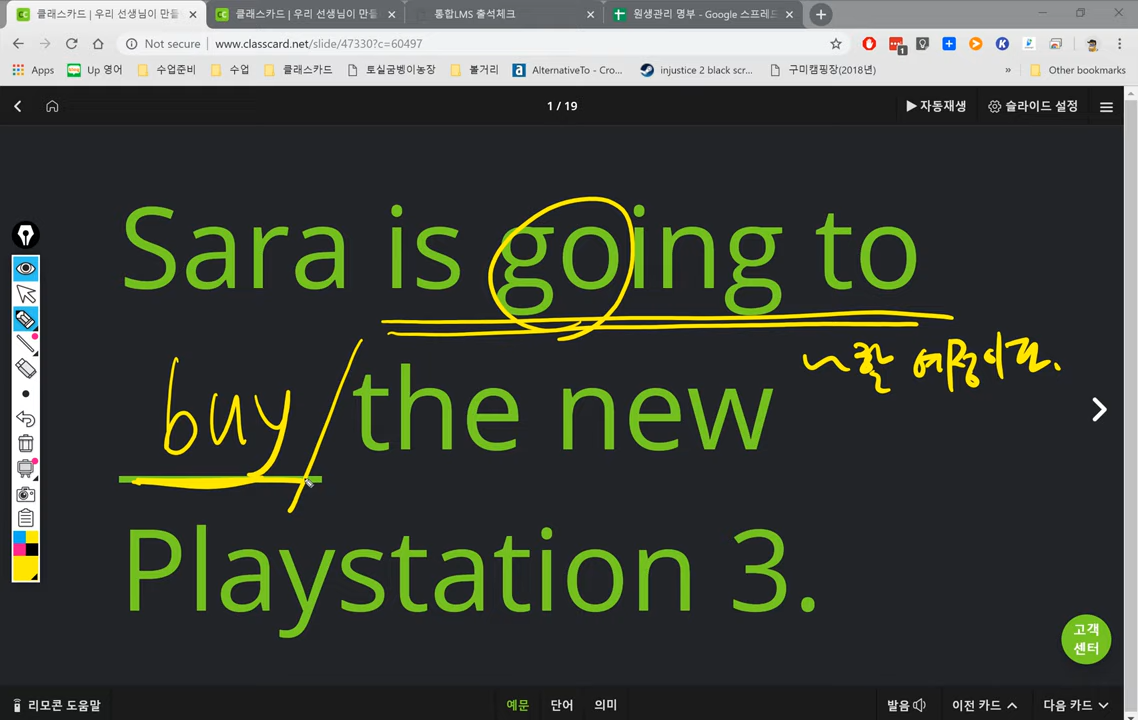 클래스카드 | 우리 선생님이 만들
클래스카드 | 우리 선생님이 만들
통합LMS 출석체크
원생관리 명부 - Google 스프레드
Not secure | www.classcard.net/slide/47330?c=60497
Apps Up 영어 수업준비 수업 클래스카드 토실굼벵이농장 볼거리 AlternativeTo - Cro... injustice 2 black scr... 구미캠핑장(2018년) » Other bookmarks
1 / 19 자동재생 슬라이드 설정
Sara is going to
~할 예정이다.
buy / the new
Playstation 3.
고객
센터
리모콘 도움말 예문 단어 의미 발음 이전 카드 다음 카드